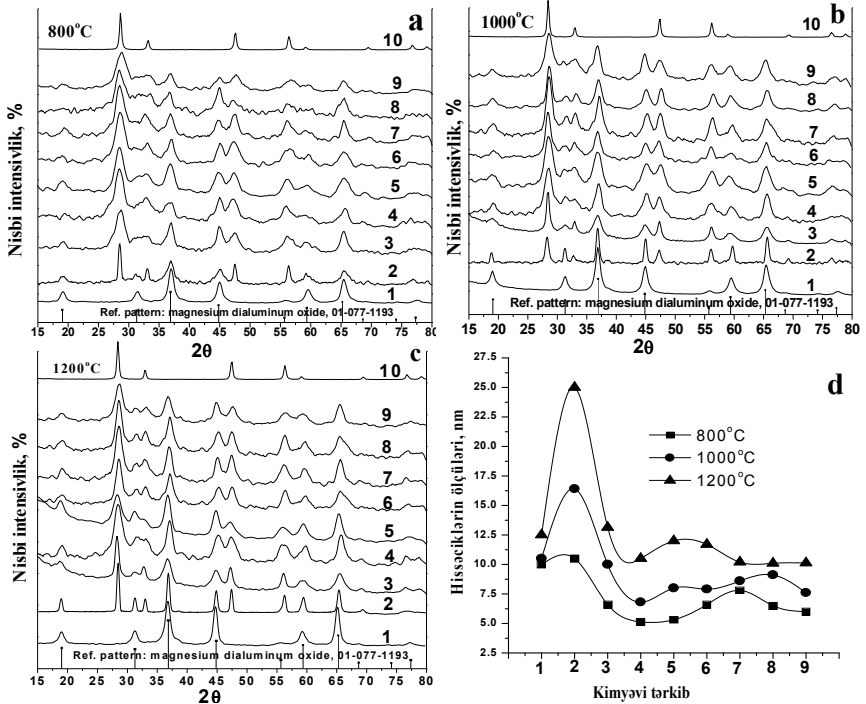 800°C
a
10
9
8
7
6
5
4
3
2
1
Nisbi intensivlik, %
Ref. pattern: magnesium dialuminum oxide, 01-077-1193
15 20 25 30 35 40 45 50 55 60 65 70 75 80
2θ
1000°C
b
10
9
8
7
6
5
4
3
2
1
Nisbi intensivlik, %
Ref. pattern: magnesium dialuminum oxide, 01-077-1193
15 20 25 30 35 40 45 50 55 60 65 70 75 80
2θ
1200°C
c
10
9
8
7
6
5
4
3
2
1
Nisbi intensivlik, %
Ref. pattern: magnesium dialuminum oxide, 01-077-1193
15 20 25 30 35 40 45 50 55 60 65 70 75 80
2θ
d
27.5
25.0
22.5
20.0
17.5
15.0
12.5
10.0
7.5
5.0
2.5
Hissəciklərin ölçüləri, nm
800°C
1000°C
1200°C
1 2 3 4 5 6 7 8 9
Kimyəvi tərkib